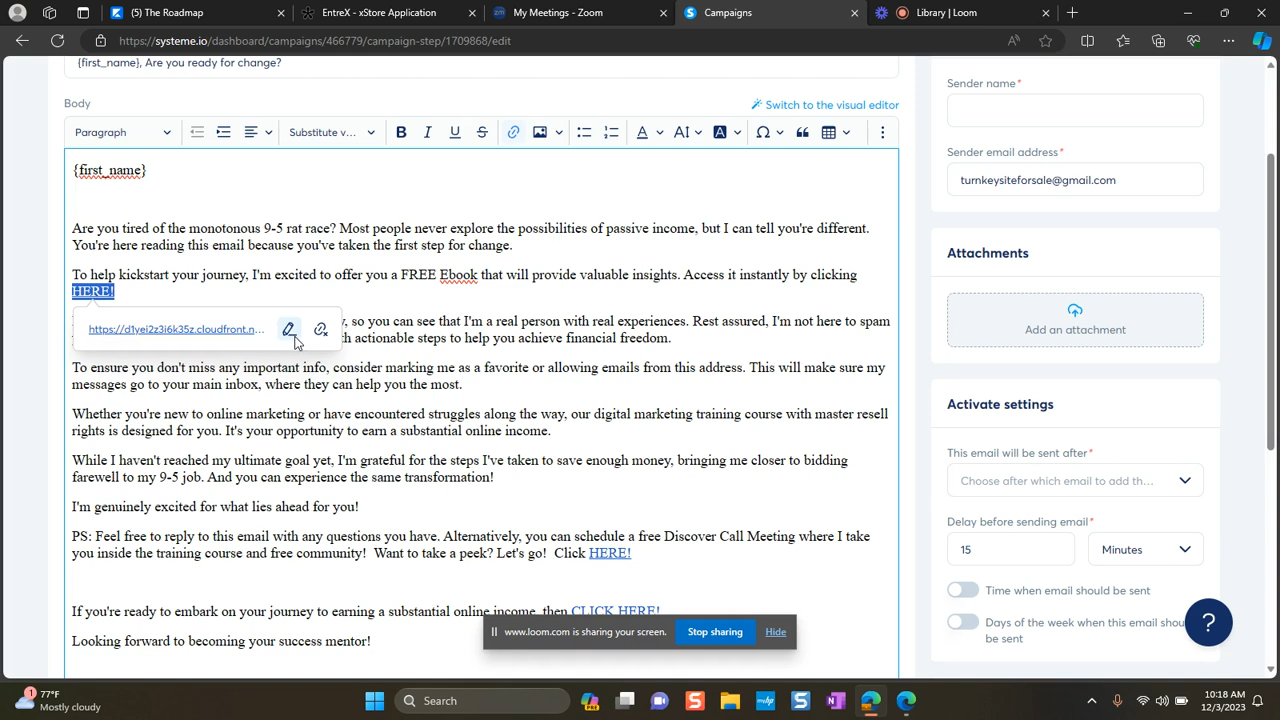 (5) The Roadmap
EntreX - xStore Application
My Meetings - Zoom
Campaigns
Library | Loom
https://systeme.io/dashboard/campaigns/466779/campaign-step/1709868/edit
{first_name}, Are you ready for change?
Body
Switch to the visual editor
Paragraph
Substitute v...
{first_name}
Are you tired of the monotonous 9-5 rat race? Most people never explore the possibilities of passive income, but I can tell you're different.
You're here reading this email because you've taken the first step for change.
To help kickstart your journey, I'm excited to offer you a FREE Ebook that will provide valuable insights. Access it instantly by clicking
HERE!
https://d1yei2z3i6k35z.cloudfront.n...
, so you can see that I'm a real person with real experiences. Rest assured, I'm not here to spam
actionable steps to help you achieve financial freedom.
To ensure you don't miss any important info, consider marking me as a favorite or allowing emails from this address. This will make sure my
messages go to your main inbox, where they can help you the most.
Whether you're new to online marketing or have encountered struggles along the way, our digital marketing training course with master resell
rights is designed for you. It's your opportunity to earn a substantial online income.
While I haven't reached my ultimate goal yet, I'm grateful for the steps I've taken to save enough money, bringing me closer to bidding
farewell to my 9-5 job. And you can experience the same transformation!
I'm genuinely excited for what lies ahead for you!
PS: Feel free to reply to this email with any questions you have. Alternatively, you can schedule a free Discover Call Meeting where I take
you inside the training course and free community!  Want to take a peek? Let's go!  Click HERE!
If you're ready to embark on your journey to earning a substantial online income, then CLICK HERE!
Looking forward to becoming your success mentor!
Sender name*
Sender email address*
turnkeysiteforsale@gmail.com
Attachments
Add an attachment
Activate settings
This email will be sent after*
Choose after which email to add th...
Delay before sending email*
15
Minutes
Time when email should be sent
Days of the week when this email shou
be sent
?
www.loom.com is sharing your screen.
Stop sharing
Hide
77°F
Mostly cloudy
Search
10:18 AM
12/3/2023